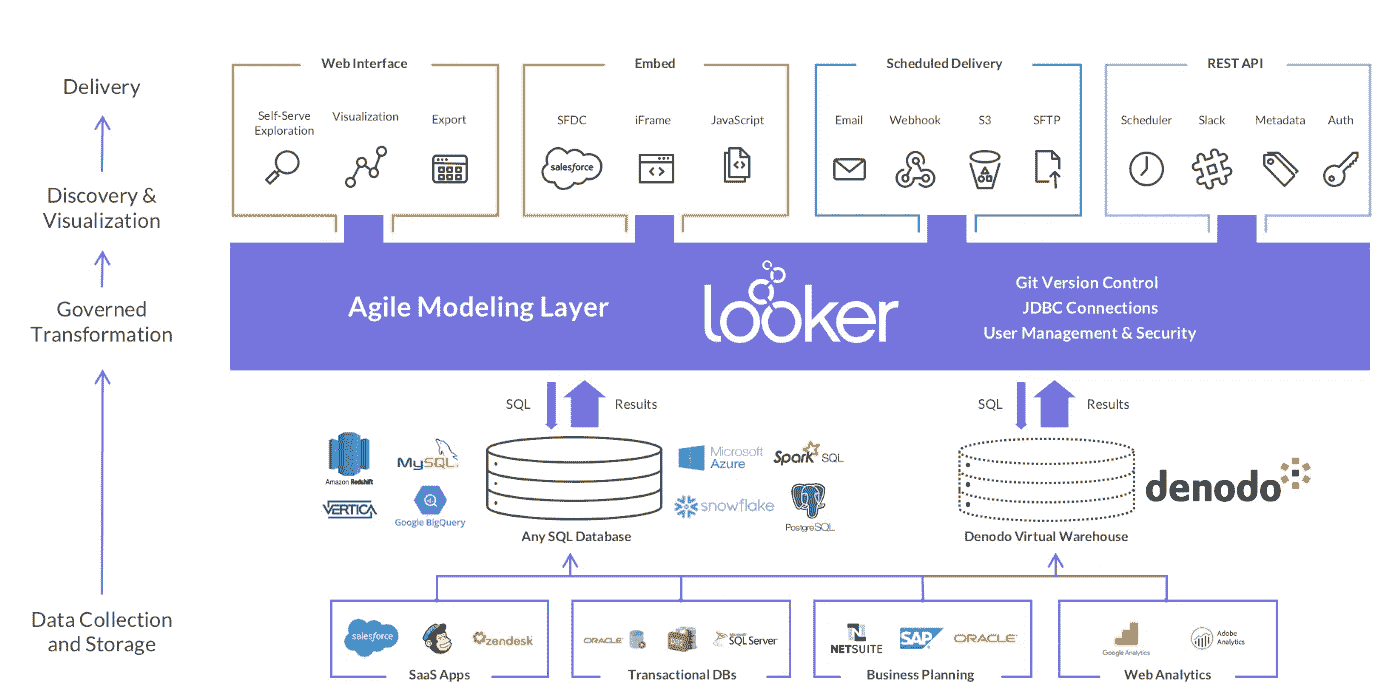 Delivery
Discovery &
Visualization
Governed
Transformation
Data Collection
and Storage
Web Interface
Self-Serve
Exploration
Visualization
Export
Embed
SFDC
iFrame
JavaScript
salesforce
Scheduled Delivery
Email
Webhook
S3
SFTP
REST API
Scheduler
Slack
Metadata
Auth
Agile Modeling Layer
looker
Git Version Control
JDBC Connections
User Management & Security
SQL
Results
SQL
Results
Amazon Redshift
MySQL
VERTICA
Google BigQuery
Microsoft
Azure
Spark SQL
snowflake
PostgreSQL
Any SQL Database
denodo
Denodo Virtual Warehouse
salesforce
zendesk
SaaS Apps
ORACLE
SQL Server
Transactional DBs
N
NETSUITE
SAP
ORACLE
Business Planning
Google Analytics
Adobe
Analytics
Web Analytics